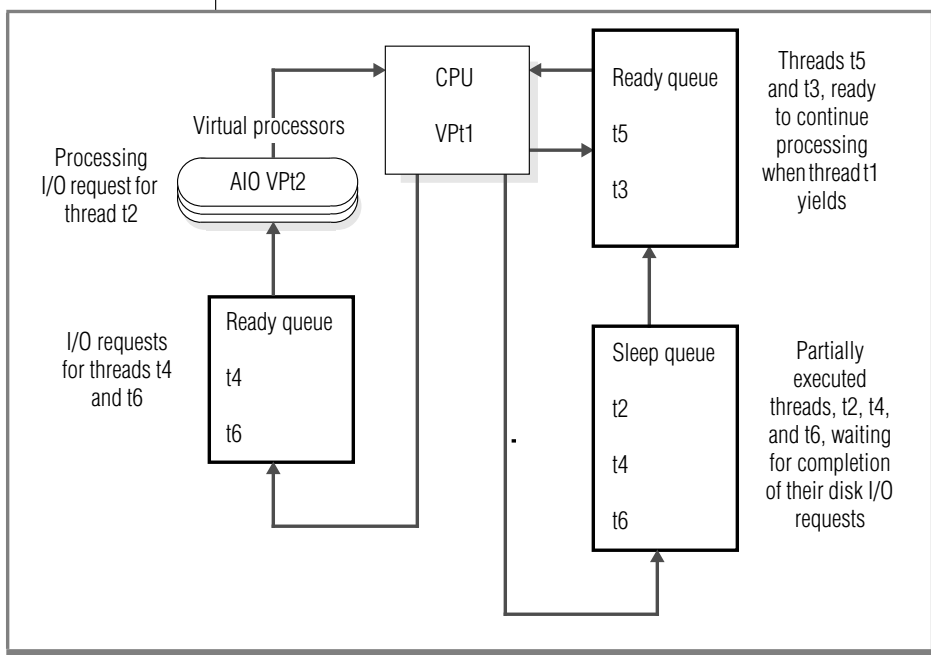 Virtual processors
Processing
I/O request for
thread t2
AIO VPt2
CPU
VPt1
Ready queue
t5
t3
Threads t5
and t3, ready
to continue
processing
when thread t1
yields
I/O requests
for threads t4
and t6
Ready queue
t4
t6
Sleep queue
t2
t4
t6
Partially
executed
threads, t2, t4,
and t6, waiting
for completion
of their disk I/O
requests